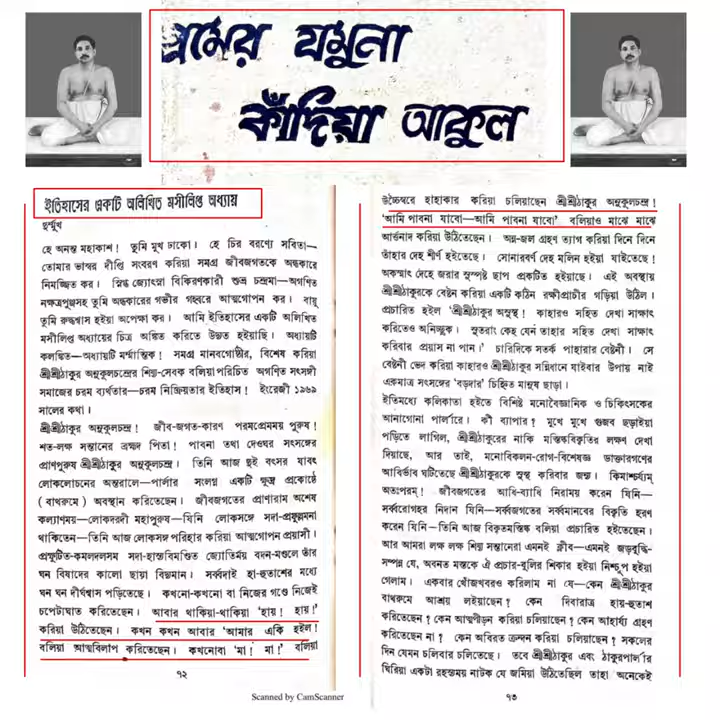 প্রেমের যমুনা
কাঁদিয়া আকুল
ইতিহাসের একটি অলিখিত মসীলিপ্ত অধ্যায়
দুর্ম্মুখ
হে অনন্ত মহাকাশ! তুমি মুখ ঢাকো। হে চির বরণ্যে সবিতা—
তোমার ভাস্বর দীপ্তি সংবরণ করিয়া সমগ্র জীবজগতকে অন্ধকারে
নিমজ্জিত কর। স্নিগ্ধ জ্যোৎস্না বিকিরণকারী শুভ্র চন্দ্রমা—অগণিত
নক্ষত্রপুঞ্জসহ তুমি অন্ধকারের গভীর গহ্বরে আত্মগোপন কর। বায়ু
তুমি রুদ্ধশ্বাস হইয়া অপেক্ষা কর। আমি ইতিহাসের একটি অলিখিত
মসীলিপ্ত অধ্যায়ের চিত্র অঙ্কিত করিতে উদ্যত হইয়াছি। অধ্যায়টি
কলঙ্কিত—অধ্যায়টি মর্ম্মান্তিক! সমগ্র মানবগোষ্ঠীর, বিশেষ করিয়া
শ্রীশ্রীঠাকুর অনুকূলচন্দ্রের শিষ্য-সেবক বলিয়া পরিচিত অগণিত সৎসঙ্গী
সমাজের চরম ব্যর্থতার—চরম নিষ্ক্রিয়তার ইতিহাস! ইংরেজী ১৯৬৯
সালের কথা।
শ্রীশ্রীঠাকুর অনুকূলচন্দ্র! জীব-জগত-কারণ পরমপ্রেমময় পুরুষ!
শত-লক্ষ সন্তানের ব্রহ্মদ পিতা! পাবনা তথা দেওঘর সৎসঙ্গের
প্রাণপুরুষ শ্রীশ্রীঠাকুর অনুকূলচন্দ্র। তিনি আজ দুই বৎসর যাবৎ
লোকলোচনের অন্তরালে—পার্লার সংলগ্ন একটি ক্ষুদ্র প্রকোষ্ঠে
(বাথরুমে) অবস্থান করিতেছেন। জীবজগতের প্রাণারাম অশেষ
কল্যাণময়—লোকদরদী মহাপুরুষ—যিনি লোকসঙ্গে সদা-প্রফুল্লমনা
থাকিতেন—তিনি আজ লোকসঙ্গ পরিহার করিয়া আত্মগোপন প্রয়াসী।
প্রস্ফুটিত-কমলদলসম সদা-হাস্যবিমণ্ডিত জ্যোতির্ময় বদন-মণ্ডলে তাঁর
ঘন বিষাদের কালো ছায়া বিদ্যমান। সর্ব্বদাই হা-হুতাশের মধ্যে
ঘন ঘন দীর্ঘশ্বাস পড়িতেছে। কখনো-কখনো বা নিজের গণ্ডে নিজেই
চপেটাঘাত করিতেছেন। আবার থাকিয়া-থাকিয়া 'হায়! হায়!'
করিয়া উঠিতেছেন। কখন কখন আবার 'আমার একি হইল!
বলিয়া আত্মবিলাপ করিতেছেন। কখনোবা 'মা! মা!' বলিয়া
৭২
উচ্চৈঃস্বরে হাহাকার করিয়া চলিয়াছেন শ্রীশ্রীঠাকুর অনুকূলচন্দ্র!
'আমি পাবনা যাবো—আমি পাবনা যাবো' বলিয়াও মাঝে মাঝে
আর্ত্তনাদ করিয়া উঠিতেছেন। অন্ন-জল গ্রহণ ত্যাগ করিয়া দিনে দিনে
তাঁহার দেহ শীর্ণ হইতেছে। সোনারবর্ণ দেহ মলিন হইয়া যাইতেছে!
অকস্মাৎ দেহে জরার সুস্পষ্ট ছাপ প্রকটিত হইয়াছে। এই অবস্থায়
শ্রীশ্রীঠাকুরকে বেষ্টন করিয়া একটি কঠিন রক্ষীপ্রাচীর গড়িয়া উঠিল।
প্রচারিত হইল 'শ্রীশ্রীঠাকুর অসুস্থ! কাহারও সহিত দেখা সাক্ষাৎ
করিতেও অনিচ্ছুক। সুতরাং কেহ যেন তাহার সহিত দেখা সাক্ষাৎ
করিবার প্রয়াস না পান।' চারিদিকে সতর্ক পাহারার বেষ্টনী। সে
বেষ্টনী ভেদ করিয়া কাহারও শ্রীশ্রীঠাকুরের সন্নিধানে যাইবার উপায় নাই
একমাত্র সৎসঙ্গের 'বড়দার' চিহ্নিত মানুষ ছাড়া।
ইতিমধ্যে কলিকাতা হইতে বিশিষ্ট মনোবৈজ্ঞানিক ও চিকিৎসকের
আনাগোনা পার্লারে। কী ব্যাপার? মুখে মুখে গুজব ছড়াইয়া
পড়িতে লাগিল, শ্রীশ্রীঠাকুরের নাকি মস্তিষ্কবিকৃতির লক্ষণ দেখা
দিয়াছে, আর তাই, মনোবিকলন-রোগ-বিশেষজ্ঞ ডাক্তারগণের
আবির্ভাব ঘটিতেছে শ্রীশ্রীঠাকুরকে সুস্থ করিবার জন্য। কিমাশ্চর্য্যম্
অতঃপরম্! জীবজগতের আধি-ব্যাধি নিরাময় করেন যিনি—
সর্ব্বরোগহর নিদান যিনি—সর্ব্বজগতের সর্ব্বমানবের বিকৃতি হরণ
করেন যিনি—তিনি আজ বিকৃতমস্তিষ্ক বলিয়া প্রচারিত হইতেছেন।
আর আমরা লক্ষ লক্ষ শিষ্য সন্তানেরা এমনই ক্লীব—এমনই জড়বুদ্ধি-
সম্পন্ন যে, অবনত মস্তকে ঐ প্রচার-বুলির শিকার হইয়া নিশ্চুপ হইয়া
গেলাম। একবার খোঁজখবরও করিলাম না যে—কেন শ্রীশ্রীঠাকুর
বাথরুমে আশ্রয় লইয়াছেন? কেন দিবারাত্র হায়-হুতাশ
করিতেছেন? কেন আত্মপীড়ন করিয়া চলিয়াছেন? কেন আহার্য্য গ্রহণ
করিতেছেন না? কেন অবিরত ক্রন্দন করিয়া চলিয়াছেন? সকলের
দিন যেমন চলিবার চলিতেছে। তবে শ্রীশ্রীঠাকুর এবং ঠাকুরপার্লার
ঘিরিয়া একটা রহস্যময় নাটক যে জমিয়া উঠিতেছিল তাহা অনেকেই
৭৩
Scanned by CamScanner